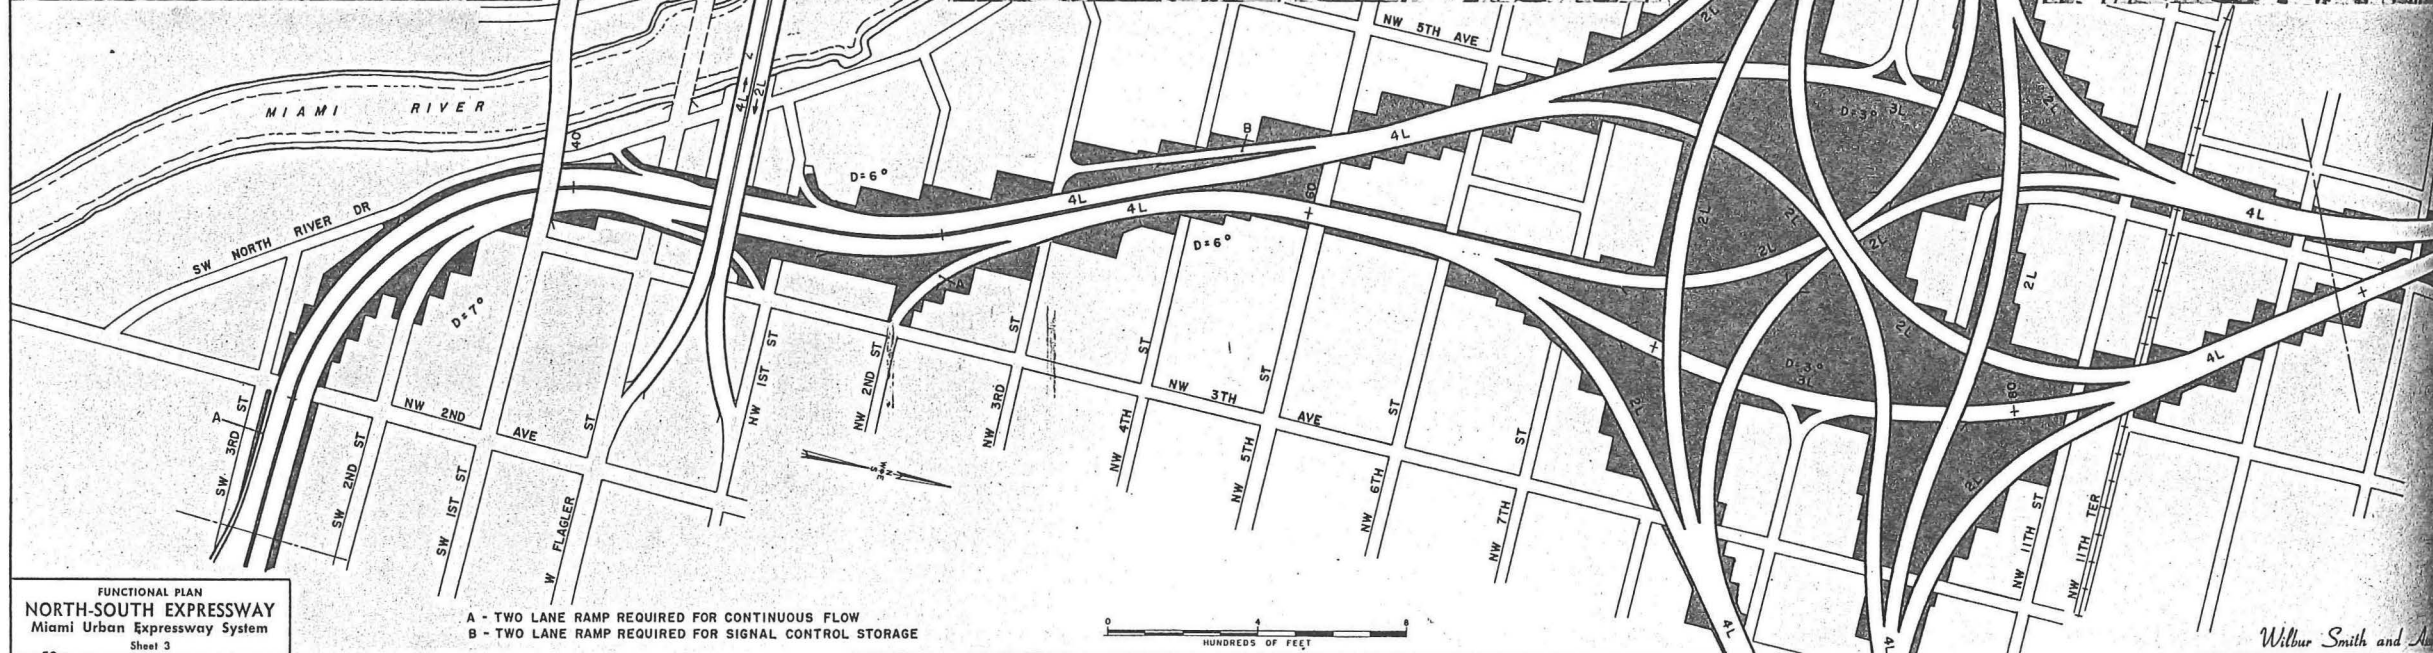 NW 5TH AVE
2L
2L
MIAMI RIVER
4L
2L
40
B
4L
D=3°
3L
2L
D=6°
4L
4L
60
SW NORTH RIVER DR
D=6°
2L
2L
2L
2L
4L
2L
A
D=7°
2L
4L
D=3°
3L
80
2L
2L
A
SW 3RD ST
SW 2ND ST
NW 2ND AVE
SW 1ST ST
W FLAGLER ST
NW 1ST ST
NW 2ND ST
NW 3RD ST
NW 4TH ST
NW 3TH AVE
NW 5TH ST
NW 6TH ST
NW 7TH ST
NW 11TH ST
NW 11TH TER
4L
4L
N
W E
S
FUNCTIONAL PLAN
NORTH-SOUTH EXPRESSWAY
Miami Urban Expressway System
Sheet 3
A - TWO LANE RAMP REQUIRED FOR CONTINUOUS FLOW
B - TWO LANE RAMP REQUIRED FOR SIGNAL CONTROL STORAGE
0 4 8
HUNDREDS OF FEET
Wilbur Smith and